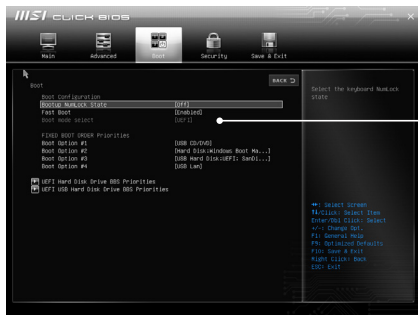 MSI CLICK BIOS
Main
Advanced
Boot
Security
Save & Exit
BACK
Boot
Boot Configuration
Bootup NumLock State [Off]
Fast Boot [Enabled]
Boot mode select [UEFI]
FIXED BOOT ORDER Priorities
Boot Option #1 [USB CD/DVD]
Boot Option #2 [Hard Disk:Windows Boot Ma...]
Boot Option #3 [USB Hard Disk:UEFI: SanDi...]
Boot Option #4 [USB Lan]
UEFI Hard Disk Drive BBS Priorities
UEFI USB Hard Disk Drive BBS Priorities
Select the keyboard NumLock
state
↔: Select Screen
↑↓/Click: Select Item
Enter/Dbl Click: Select
+/-: Change Opt.
F1: General Help
F9: Optimized Defaults
F10: Save & Exit
Right Click: Back
ESC: Exit